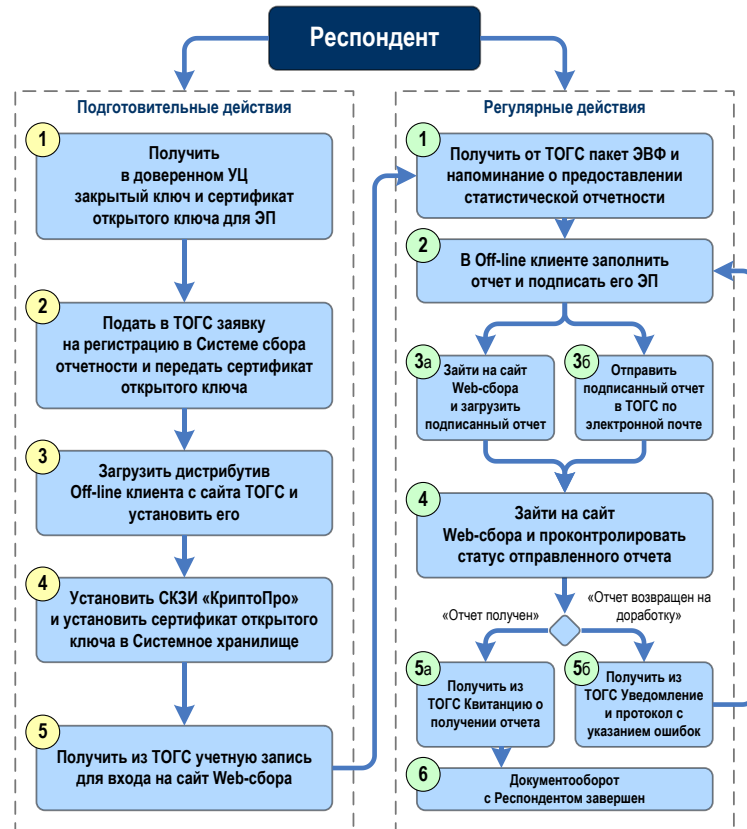 Респондент
Подготовительные действия
1
Получить
в доверенном УЦ
закрытый ключ и сертификат
открытого ключа для ЭП
2
Подать в ТОГС заявку
на регистрацию в Системе сбора
отчетности и передать сертификат
открытого ключа
3
Загрузить дистрибутив
Off-line клиента с сайта ТОГС и
установить его
4
Установить СКЗИ «КриптоПро»
и установить сертификат открытого
ключа в Системное хранилище
5
Получить из ТОГС учетную запись
для входа на сайт Web-сбора
Регулярные действия
1
Получить от ТОГС пакет ЭВФ и
напоминание о предоставлении
статистической отчетности
2
В Off-line клиенте заполнить
отчет и подписать его ЭП
3а
Зайти на сайт
Web-сбора
и загрузить
подписанный отчет
3б
Отправить
подписанный отчет
в ТОГС по
электронной почте
4
Зайти на сайт
Web-сбора и проконтролировать
статус отправленного отчета
«Отчет получен»
«Отчет возвращен на
доработку»
5а
Получить из
ТОГС Квитанцию о
получении отчета
5б
Получить из
ТОГС Уведомление
и протокол с
указанием ошибок
6
Документооборот
с Респондентом завершен